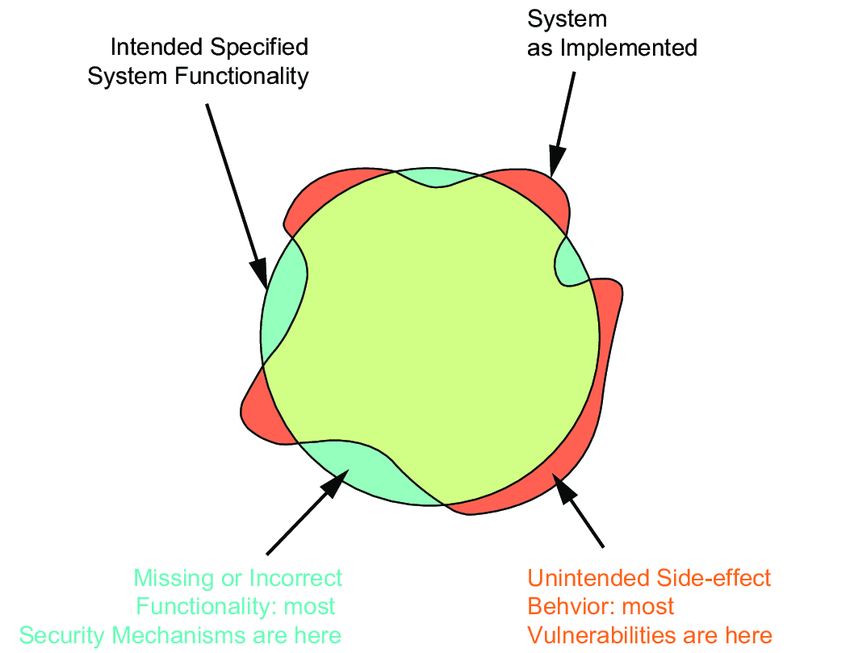 Intended Specified
System Functionality
System
as Implemented
Missing or Incorrect
Functionality: most
Security Mechanisms are here
Unintended Side-effect
Behvior: most
Vulnerabilities are here